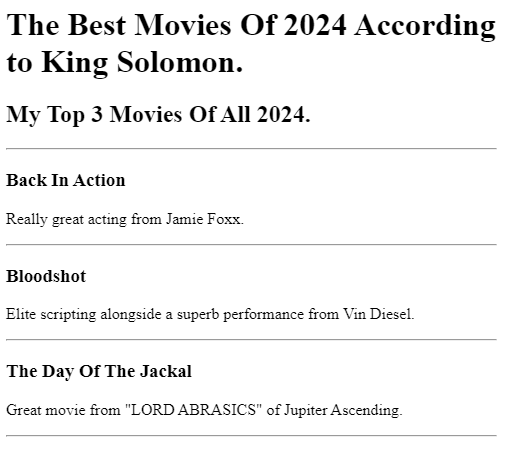 The Best Movies Of 2024 According
to King Solomon.
My Top 3 Movies Of All 2024.
Back In Action
Really great acting from Jamie Foxx.
Bloodshot
Elite scripting alongside a superb performance from Vin Diesel.
The Day Of The Jackal
Great movie from "LORD ABRASICS" of Jupiter Ascending.